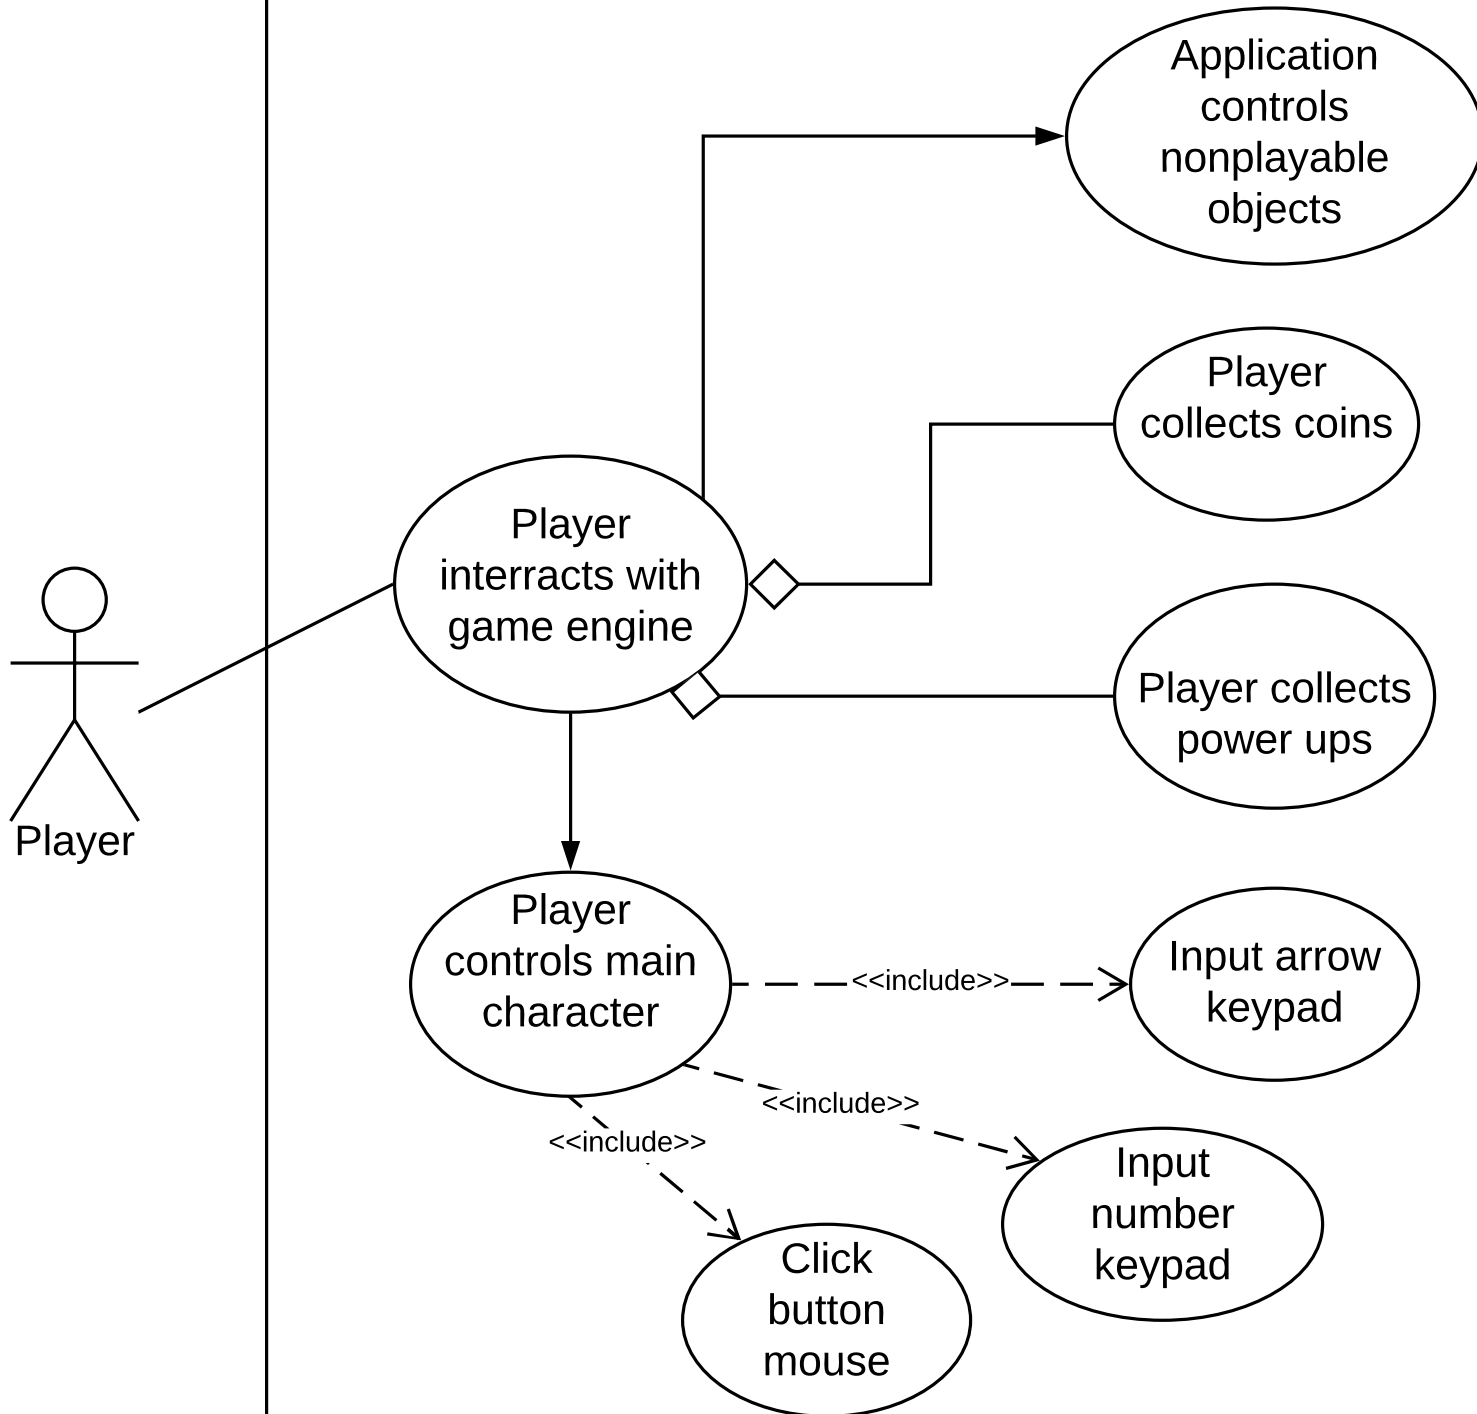 Application
controls
nonplayable
objects
Player
collects coins
Player
interracts with
game engine
Player collects
power ups
Player
Player
controls main
character
<<include>>
Input arrow
keypad
<<include>>
<<include>>
Input
number
keypad
Click
button
mouse